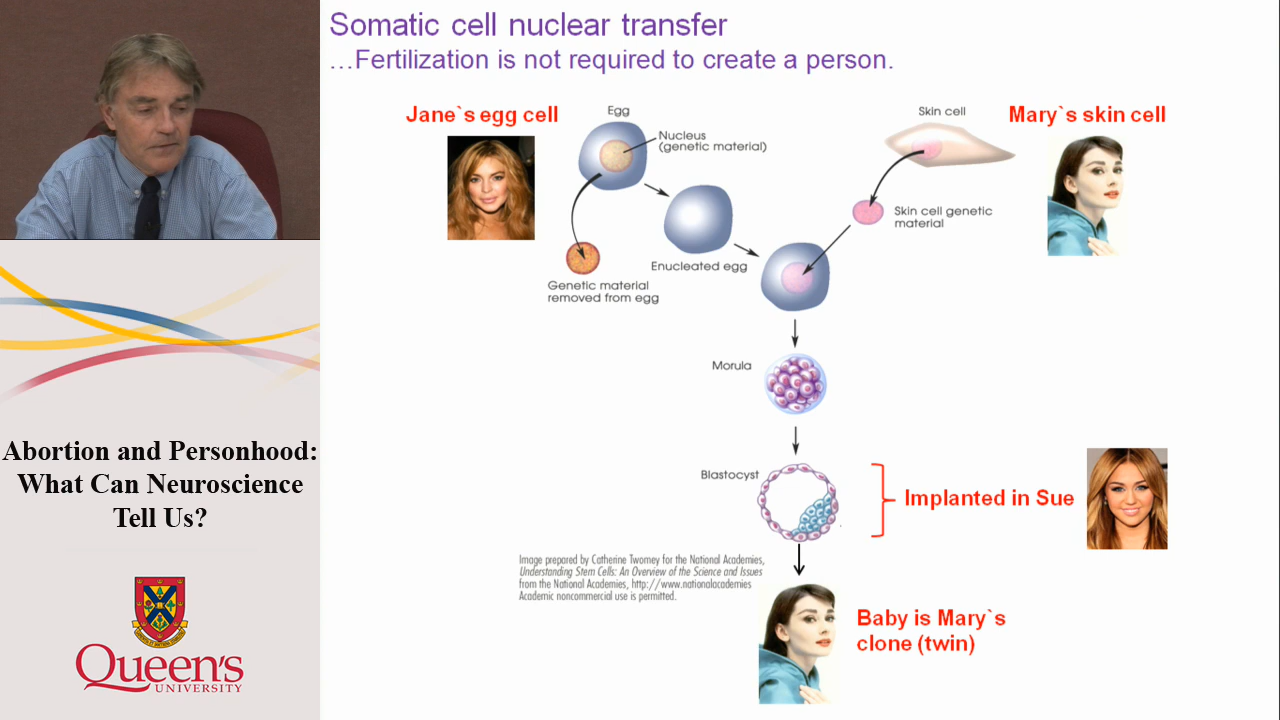 Somatic cell nuclear transfer
…Fertilization is not required to create a person.
Jane`s egg cell
Egg
Nucleus
(genetic material)
Skin cell
Mary`s skin cell
Skin cell genetic
material
Enucleated egg
Genetic material
removed from egg
Morula
Blastocyst
Implanted in Sue
Image prepared by Catherine Twomey for the National Academies,
Understanding Stem Cells: An Overview of the Science and Issues
from the National Academies, http://www.nationalacademies
Academic noncommercial use is permitted.
Baby is Mary`s
clone (twin)
Abortion and Personhood:
What Can Neuroscience
Tell Us?
Queen's
UNIVERSITY